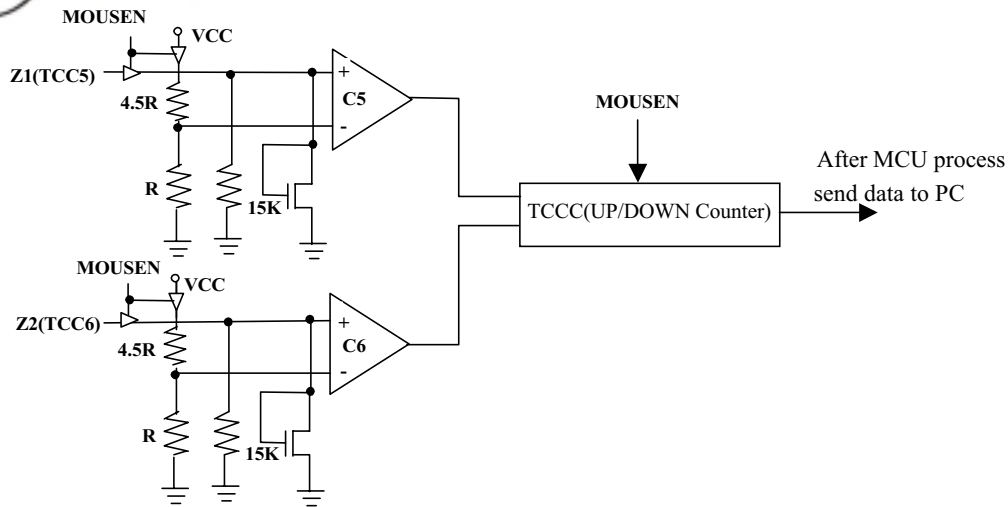 MOUSEN
VCC
Z1(TCC5)
4.5R
+
C5
-
R
15K
MOUSEN
TCCC(UP/DOWN Counter)
After MCU process
send data to PC
MOUSEN
VCC
Z2(TCC6)
4.5R
+
C6
-
R
15K